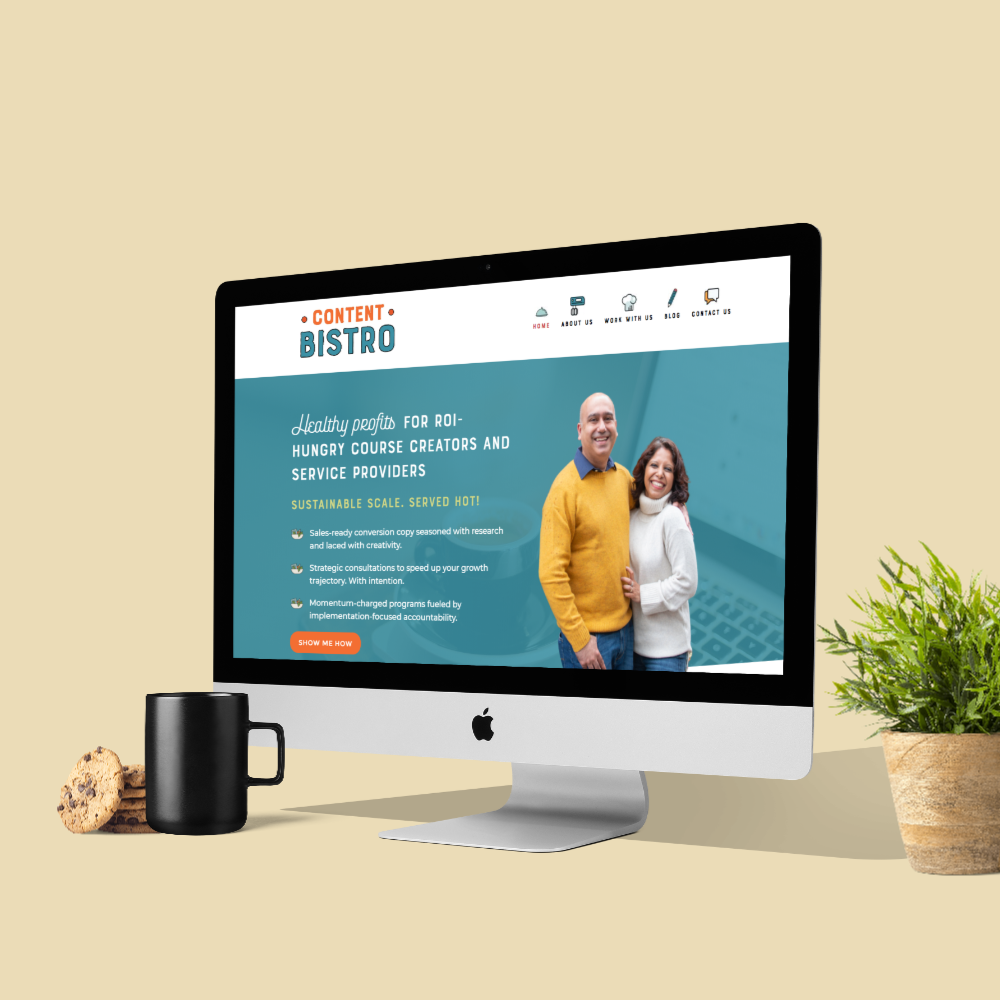 CONTENT
BISTRO
HOME
ABOUT US
WORK WITH US
BLOG
CONTACT US
Healthy profits FOR ROI-
HUNGRY COURSE CREATORS AND
SERVICE PROVIDERS
SUSTAINABLE SCALE. SERVED HOT!
Sales-ready conversion copy seasoned with research
and laced with creativity.
Strategic consultations to speed up your growth
trajectory. With intention.
Momentum-charged programs fueled by
implementation-focused accountability.
SHOW ME HOW